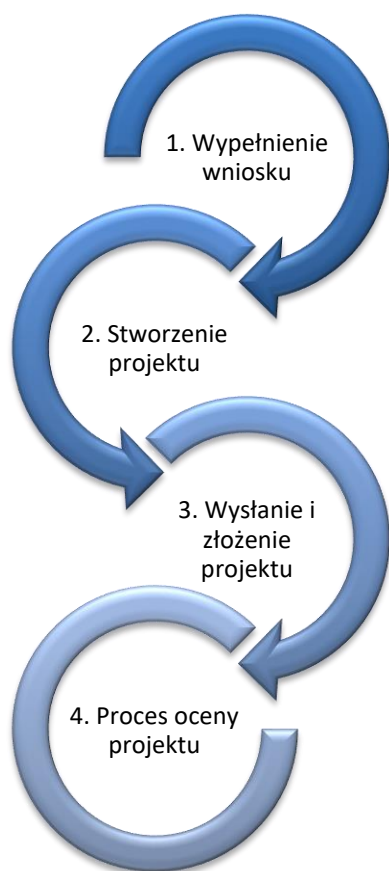 1. Wypełnienie
wniosku
2. Stworzenie
projektu
3. Wysłanie i
złożenie
projektu
4. Proces oceny
projektu